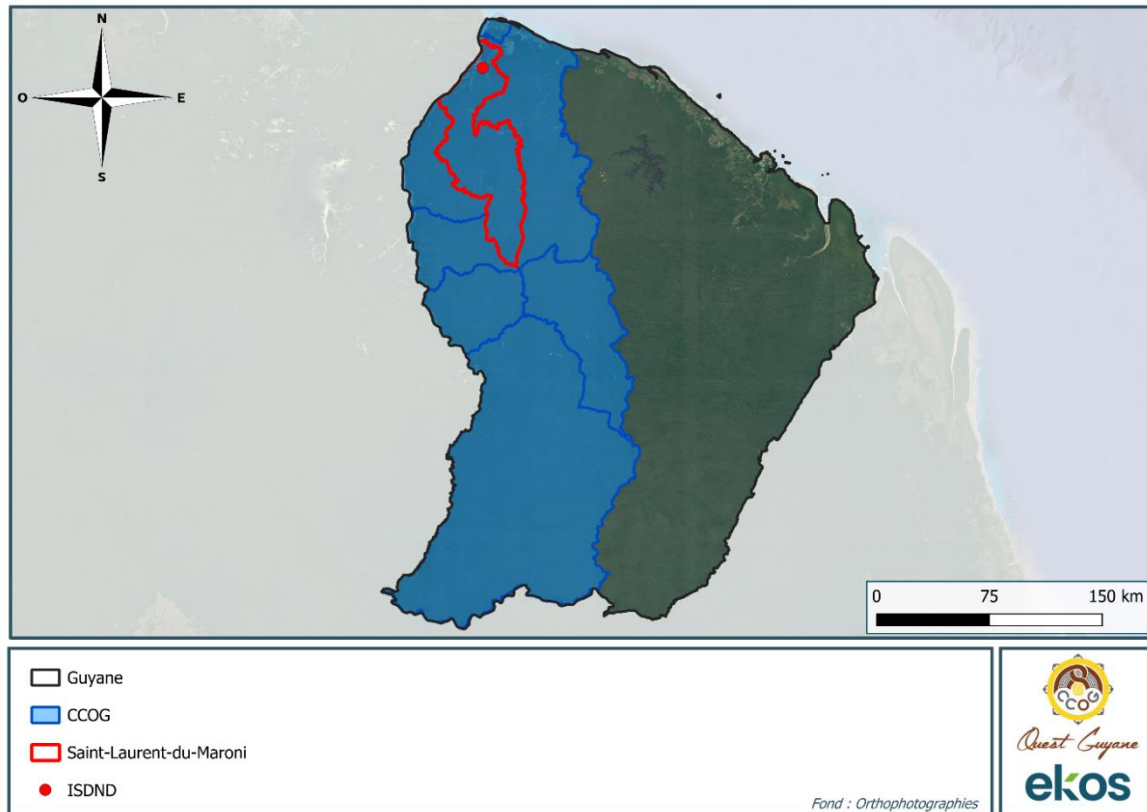 N
O
E
S
0 75 150 km
Guyane
CCOG
Saint-Laurent-du-Maroni
ISDND
Fond : Orthophotographies
CCOG
Ouest Guyane
ekos